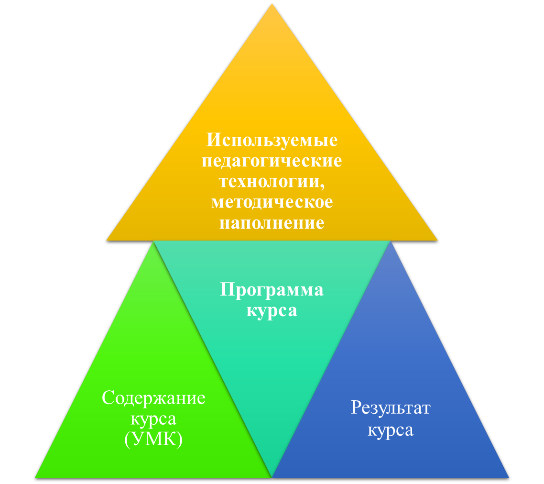 Используемые
педагогические
технологии,
методическое
наполнение
Программа
курса
Содержание
курса
(УМК)
Результат
курса